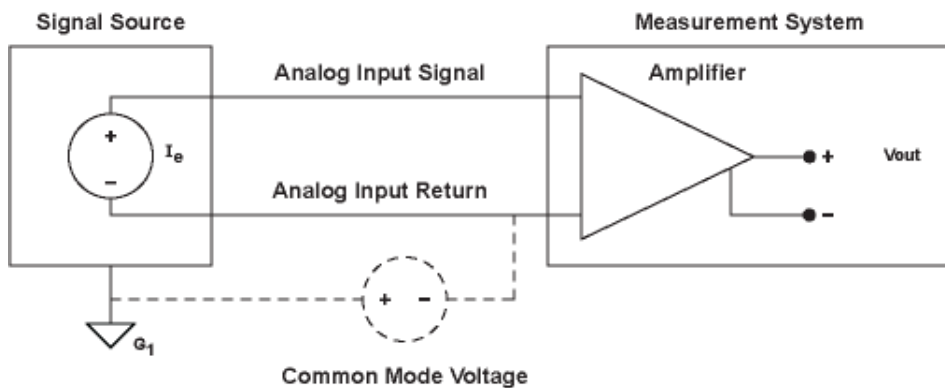 Signal Source
Measurement System
Analog Input Signal
Amplifier
+
Ie
−
+
Vout
−
Analog Input Return
+ −
G1
Common Mode Voltage